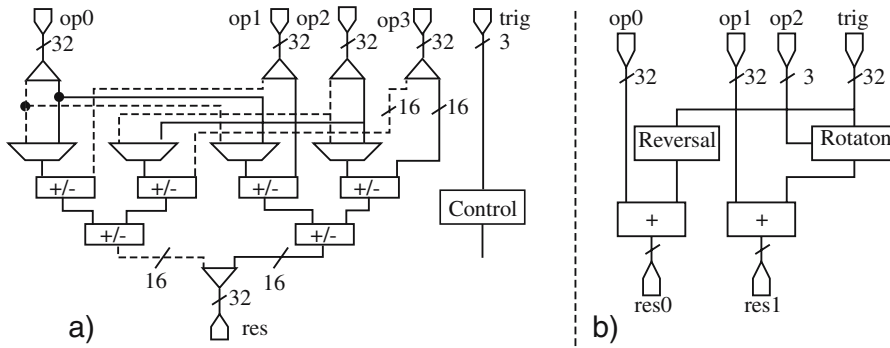 op0 op1 op2 op3 trig
32 32 32 32 3
16 16
+/- +/- +/- +/-
Control
+/- +/-
16 16
32
a) res
op0 op1 op2 trig
32 32 3 32
Reversal Rotatom
+ +
res0 res1
b)